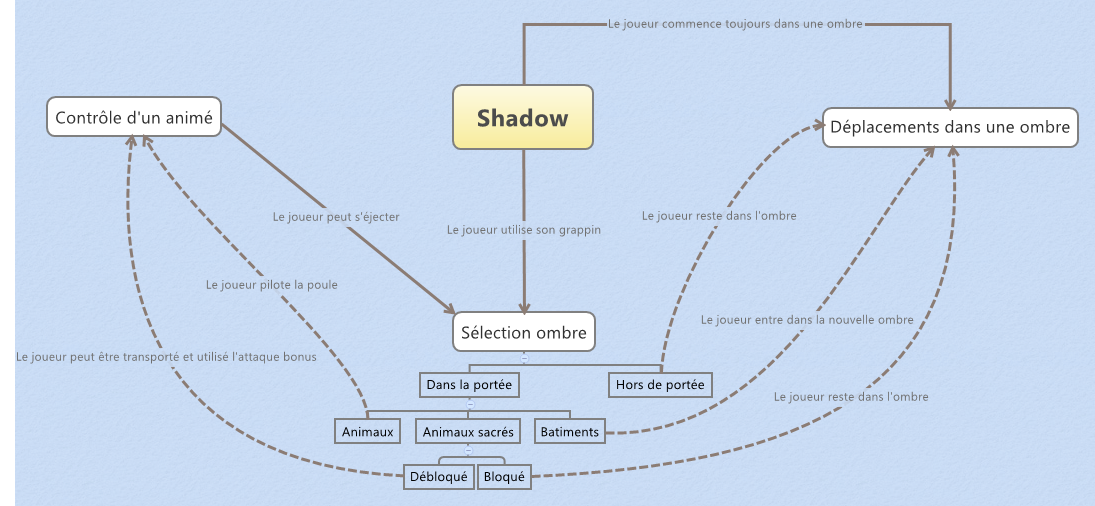 Le joueur commence toujours dans une ombre
Contrôle d'un animé
Shadow
Déplacements dans une ombre
Le joueur peut s'éjecter
Le joueur utilise son grappin
Le joueur reste dans l'ombre
Le joueur pilote la poule
Le joueur entre dans la nouvelle ombre
Sélection ombre
Le joueur peut être transporté et utilisé l'attaque bonus
Dans la portée
Hors de portée
Le joueur reste dans l'ombre
Animaux
Animaux sacrés
Batiments
Débloqué
Bloqué